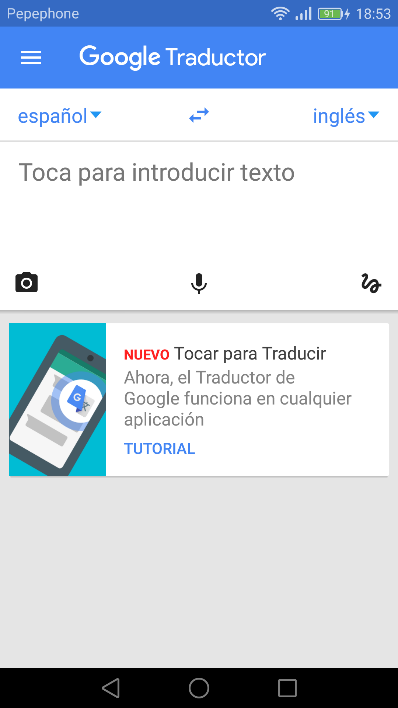 Pepephone 91 18:53
Google Traductor
español inglés
Toca para introducir texto
NUEVO Tocar para Traducir
Ahora, el Traductor de
Google funciona en cualquier
aplicación
TUTORIAL
G